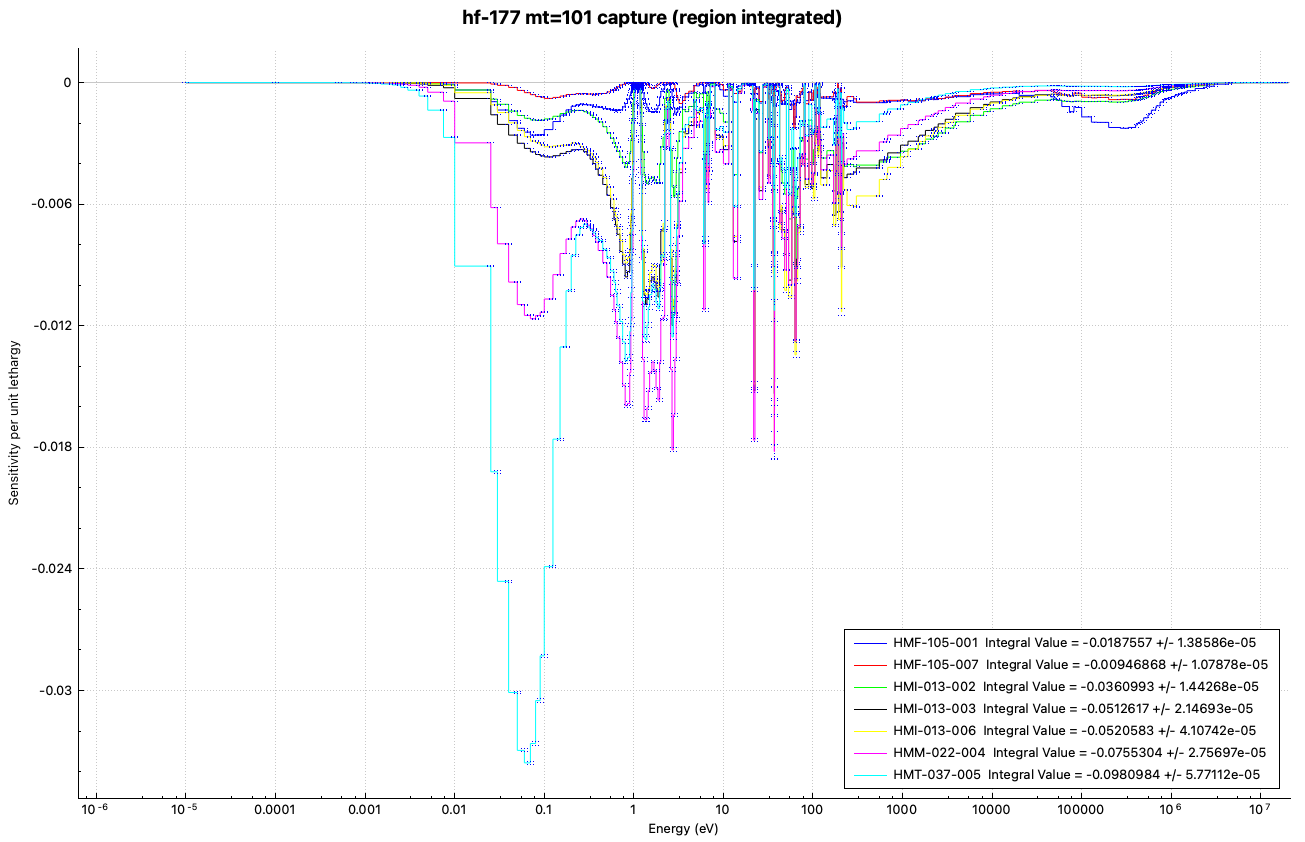 hf-177 mt=101 capture (region integrated)
0
-0.006
-0.012
-0.018
-0.024
-0.03
Sensitivity per unit lethargy
HMF-105-001 Integral Value = -0.0187557 +/- 1.38586e-05
HMF-105-007 Integral Value = -0.00946868 +/- 1.07878e-05
HMI-013-002 Integral Value = -0.0360993 +/- 1.44268e-05
HMI-013-003 Integral Value = -0.0512617 +/- 2.14693e-05
HMI-013-006 Integral Value = -0.0520583 +/- 4.10742e-05
HMM-022-004 Integral Value = -0.0755304 +/- 2.75697e-05
HMT-037-005 Integral Value = -0.0980984 +/- 5.77112e-05
10⁻⁶ 10⁻⁵ 0.0001 0.001 0.01 0.1 1 10 100 1000 10000 100000 10⁶ 10⁷
Energy (eV)